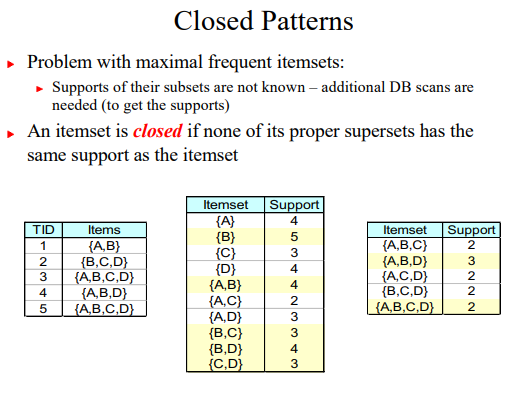 Closed Patterns
Problem with maximal frequent itemsets:
Supports of their subsets are not known – additional DB scans are
needed (to get the supports)
An itemset is closed if none of its proper supersets has the
same support as the itemset
TID Items
1 {A,B}
2 {B,C,D}
3 {A,B,C,D}
4 {A,B,D}
5 {A,B,C,D}
Itemset Support
{A} 4
{B} 5
{C} 3
{D} 4
{A,B} 4
{A,C} 2
{A,D} 3
{B,C} 3
{B,D} 4
{C,D} 3
Itemset Support
{A,B,C} 2
{A,B,D} 3
{A,C,D} 2
{B,C,D} 2
{A,B,C,D} 2